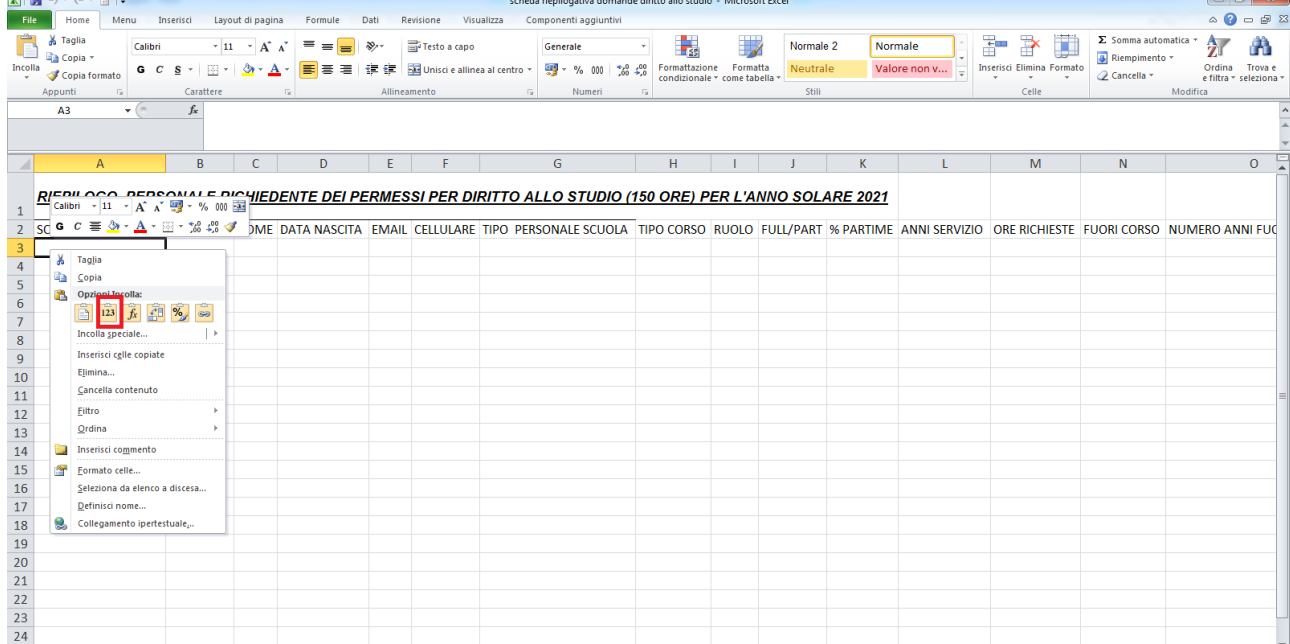 scheda riepilogativa domande diritto allo studio - Microsoft Excel
File Home Menu Inserisci Layout di pagina Formule Dati Revisione Visualizza Componenti aggiuntivi
Incolla
Taglia
Copia
Copia formato
Appunti
Calibri 11
G C S
Carattere
Testo a capo
Unisci e allinea al centro
Allineamento
Generale
% 000
Numeri
Formattazione condizionale
Formatta come tabella
Normale 2 Normale
Neutrale Valore non v...
Stili
Inserisci Elimina Formato
Celle
Σ Somma automatica
Riempimento
Cancella
Ordina e filtra
Trova e seleziona
Modifica
A3 fx
A B C D E F G H I J K L M N O
1 RIEPILOGO PERSONALE RICHIEDENTE DEI PERMESSI PER DIRITTO ALLO STUDIO (150 ORE) PER L'ANNO SOLARE 2021
Calibri 11 A A % 000
G C A
2 SC OME DATA NASCITA EMAIL CELLULARE TIPO PERSONALE SCUOLA TIPO CORSO RUOLO FULL/PART % PARTIME ANNI SERVIZIO ORE RICHIESTE FUORI CORSO NUMERO ANNI FUO
3
4
5
6
7
8
9
10
11
12
13
14
15
16
17
18
19
20
21
22
23
24
Taglia
Copia
Opzioni Incolla:
123 fx %
Incolla speciale...
Inserisci celle copiate
Elimina...
Cancella contenuto
Filtro
Ordina
Inserisci commento
Formato celle...
Seleziona da elenco a discesa...
Definisci nome...
Collegamento ipertestuale...